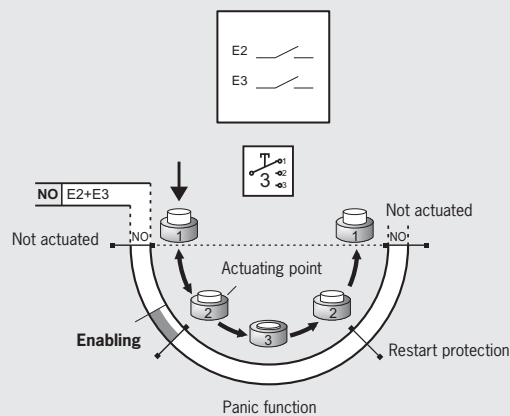 E2
E3
1
3 2
3
NO E2+E3
Not actuated
Not actuated
NO
1
1
NO
Actuating point
2
2
3
Enabling
Restart protection
Panic function